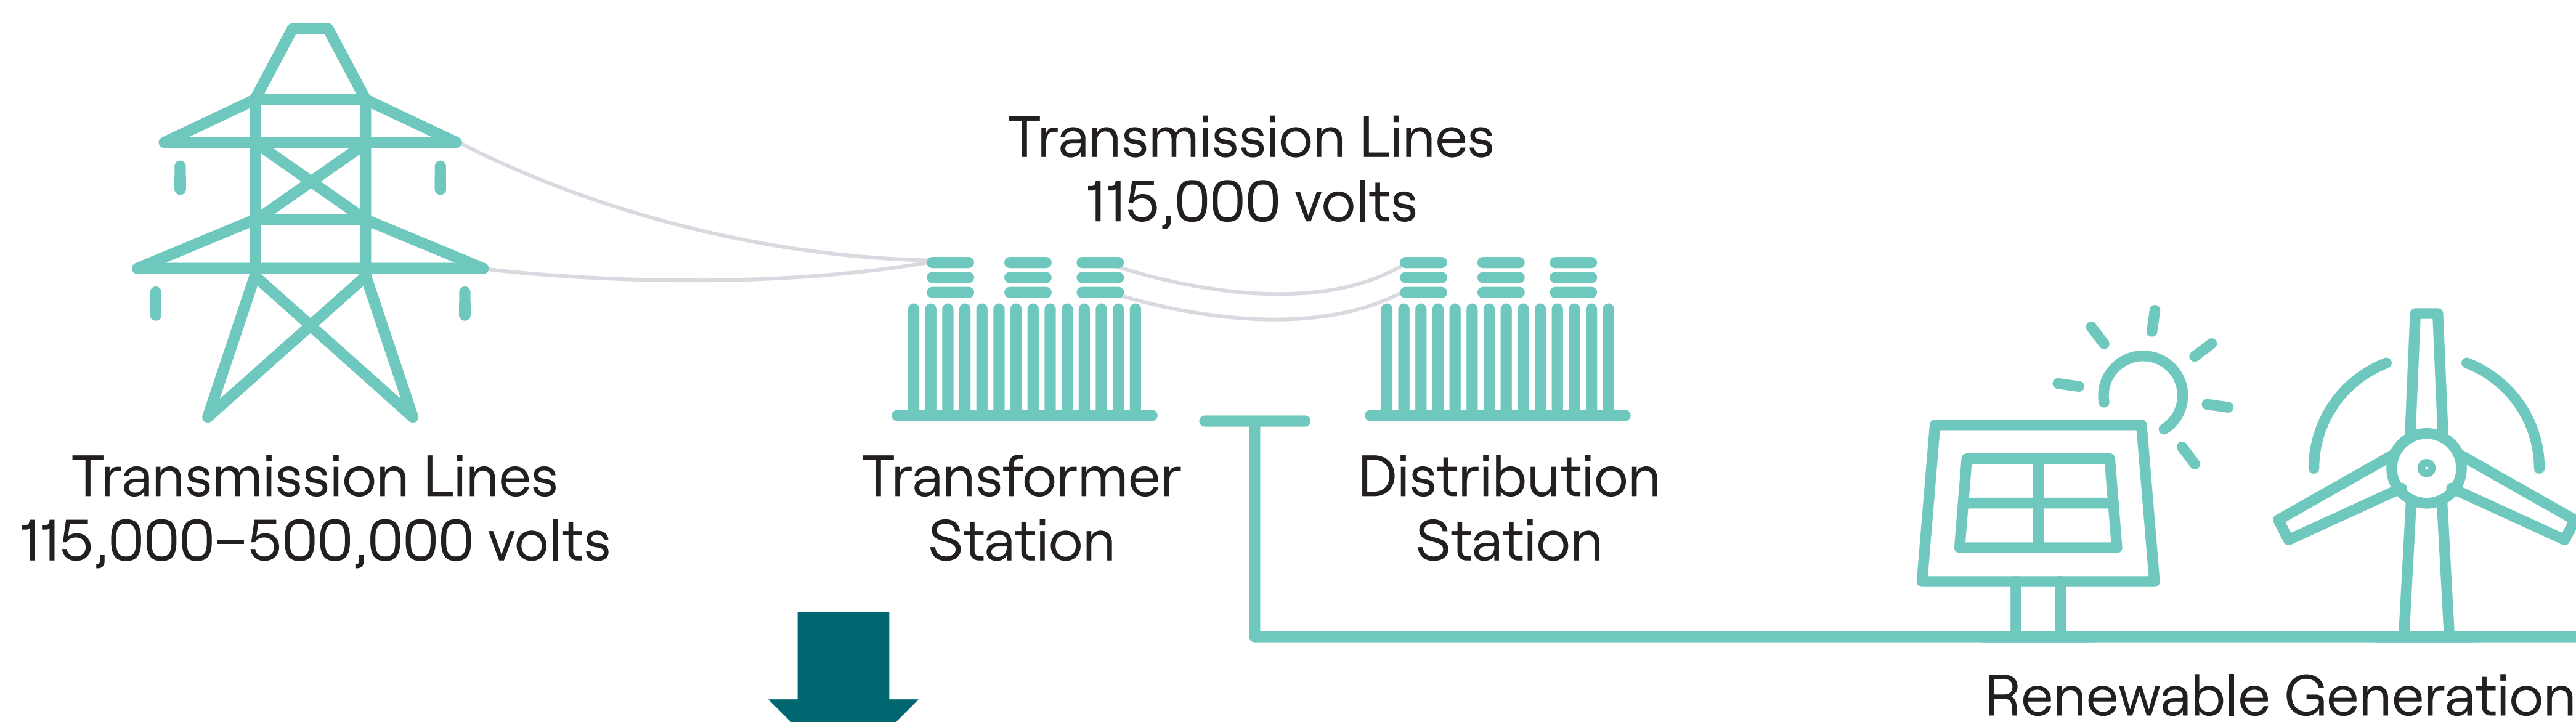 Transmission Lines
115,000 volts
Transmission Lines
115,000–500,000 volts
Transformer
Station
Distribution
Station
Renewable Generation